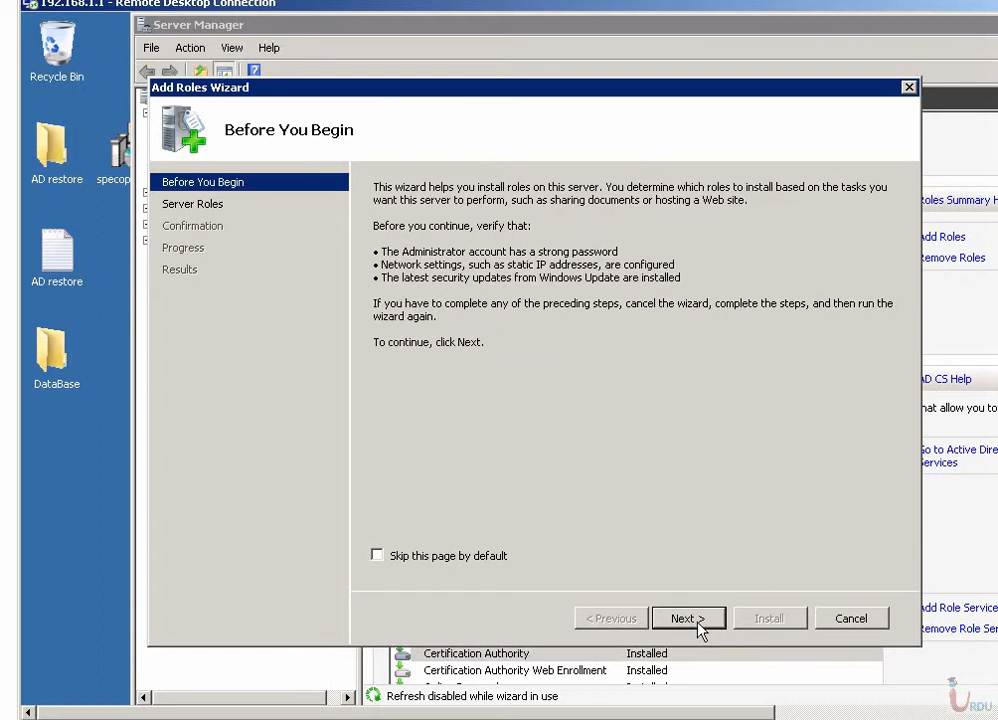 192.168.1.1 - Remote Desktop Connection
Server Manager
File Action View Help
Recycle Bin
AD restore
specop
AD restore
DataBase
Add Roles Wizard
Before You Begin
Before You Begin
Server Roles
Confirmation
Progress
Results
This wizard helps you install roles on this server. You determine which roles to install based on the tasks you
want this server to perform, such as sharing documents or hosting a Web site.
Before you continue, verify that:
• The Administrator account has a strong password
• Network settings, such as static IP addresses, are configured
• The latest security updates from Windows Update are installed
If you have to complete any of the preceding steps, cancel the wizard, complete the steps, and then run the
wizard again.
To continue, click Next.
Skip this page by default
< Previous Next > Install Cancel
oles Summary H
dd Roles
emove Roles
D CS Help
hat allow you to
o to Active Dire
ervices
dd Role Service
emove Role Ser
Certification Authority Installed
Certification Authority Web Enrollment Installed
Refresh disabled while wizard in use
URDU